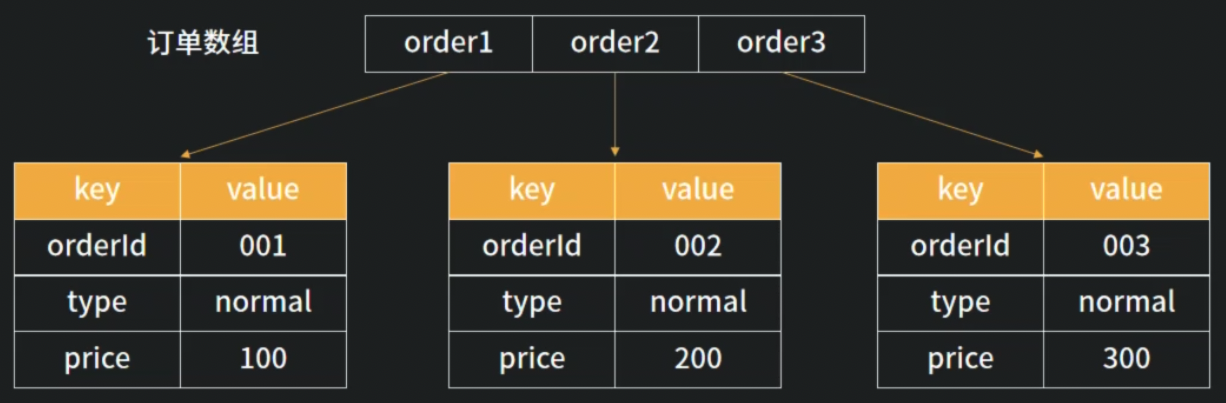 订单数组 order1 order2 order3
key value key value key value
orderId 001 orderId 002 orderId 003
type normal type normal type normal
price 100 price 200 price 300